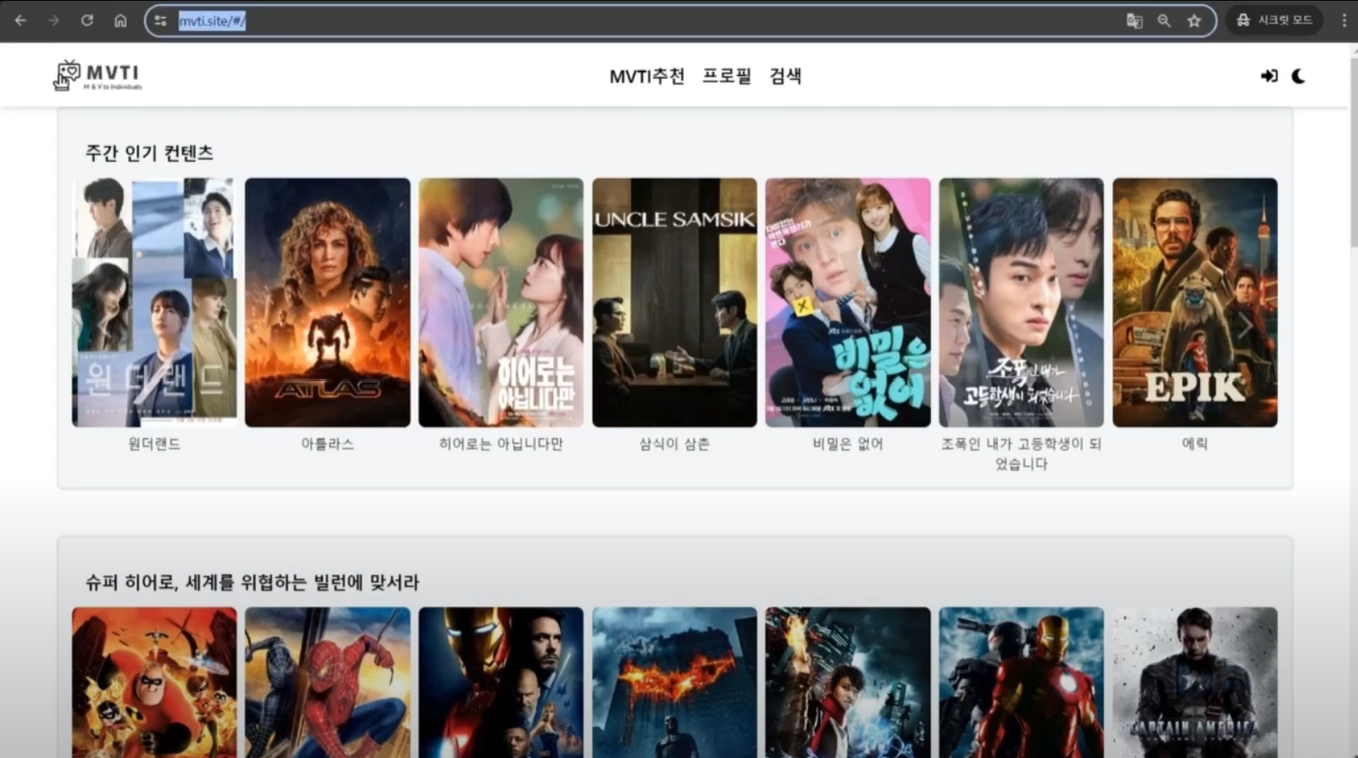 mvti.site/#/
시크릿 모드
MVTI
M & V to Individuals
MVTI추천 프로필 검색
주간 인기 컨텐츠
원더랜드
ATLAS
히어로는
아닙니다만
UNCLE SAMSIK
비밀은
없어
조폭인 내가
고등학생이 되었습니다
EPIK
원더랜드
아틀라스
히어로는 아닙니다만
삼식이 삼촌
비밀은 없어
조폭인 내가 고등학생이 되
었습니다
에릭
슈퍼 히어로, 세계를 위협하는 빌런에 맞서라
CAPTAIN AMERICA